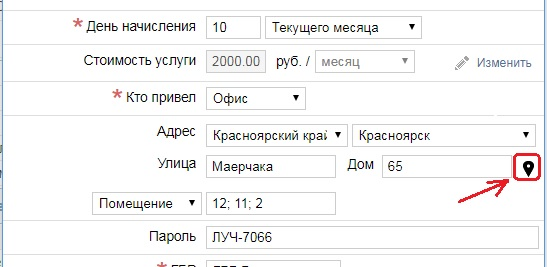 * День начисления 10 Текущего месяца
Стоимость услуги 2000.00 руб. / месяц Изменить
* Кто привел Офис
Адрес Красноярский край Красноярск
Улица Маерчака Дом 65
Помещение 12; 11; 2
Пароль ЛУЧ-7066